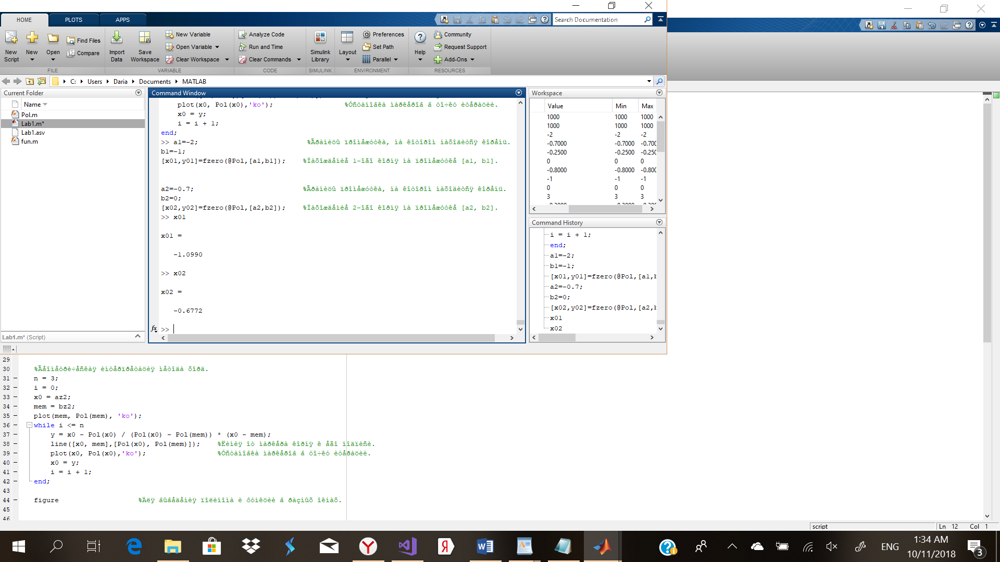 HOME
PLOTS
APPS
Search Documentation
New Script
New
Open
Find Files
Compare
Import Data
Save Workspace
New Variable
Open Variable
Clear Workspace
Analyze Code
Run and Time
Clear Commands
Simulink Library
Layout
Preferences
Set Path
Parallel
Help
Community
Request Support
Add-Ons
FILE
VARIABLE
CODE
SIMULINK
ENVIRONMENT
RESOURCES
C: Users Daria Documents MATLAB
Current Folder
Name
Pol.m
Lab1.m*
Lab1.asv
fun.m
Lab1.m* (Script)
Command Window
plot(x0, Pol(x0),'ko'); %Óñòàíîâêà ìàðêåðîâ â òî÷êó èòåðàöèè.
x0 = y;
i = i + 1;
end;
>> a1=-2; %Ãðàíèöû ïðîìåæóòêà, íà êîòîðîì íàõîäèòñÿ êîðåíü.
b1=-1;
[x01,y01]=fzero(@Pol,[a1,b1]); %Íàõîæäåíèå 1-îãî êîðíÿ íà ïðîìåæóòêå [a1, b1].
a2=-0.7; %Ãðàíèöû ïðîìåæóòêà, íà êîòîðîì íàõîäèòñÿ êîðåíü.
b2=0;
[x02,y02]=fzero(@Pol,[a2,b2]); %Íàõîæäåíèå 2-îãî êîðíÿ íà ïðîìåæóòêå [a2, b2].
>> x01
x01 =
-1.0990
>> x02
x02 =
-0.6772
fx >>
Workspace
Value Min Max
1000 1000 1000
1000 1000 1000
-2 -2 -2
-0.7000 -0.7000 -0.700
-0.2500 -0.2500 -0.250
0 0 0
-0.8000 -0.8000 -0.800
-1 -1 -1
0 0 0
3 3 3
Command History
i = i + 1;
end;
a1=-2;
b1=-1;
[x01,y01]=fzero(@Pol,[a1,b
a2=-0.7;
b2=0;
[x02,y02]=fzero(@Pol,[a2,b
x01
x02
29
30 %Ãåîìåòðè÷åñêàÿ èíòåðïðåòàöèÿ ìåòîäà õîðä.
31 n = 3;
32 i = 0;
33 x0 = az2;
34 mem = bz2;
35 plot(mem, Pol(mem), 'ko');
36 while i <= n
37 y = x0 - Pol(x0) / (Pol(x0) - Pol(mem)) * (x0 - mem);
38 line([x0, mem],[Pol(x0), Pol(mem)]); %Ëèíèÿ îò ìàðêåðà êîðíÿ ê åãî ïîäïèñè.
39 plot(x0, Pol(x0),'ko'); %Óñòàíîâêà ìàðêåðîâ â òî÷êó èòåðàöèè.
40 x0 = y;
41 i = i + 1;
42 end;
43
44 figure %Äëÿ âûâåäåíèÿ ïîëèíîìà è ôóíêöèè â ðàçíûõ îêíàõ.
45
46
script
Ln 12 Col 1
ENG
1:34 AM
10/11/2018
3